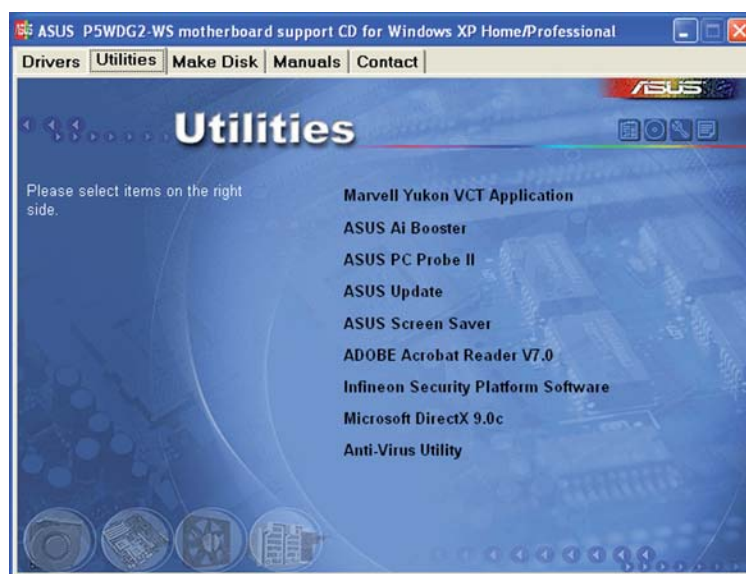 ASUS P5WDG2-WS motherboard support CD for Windows XP Home/Professional
Drivers Utilities Make Disk Manuals Contact
ASUS
Utilities
Please select items on the right
side.
Marvell Yukon VCT Application
ASUS Ai Booster
ASUS PC Probe II
ASUS Update
ASUS Screen Saver
ADOBE Acrobat Reader V7.0
Infineon Security Platform Software
Microsoft DirectX 9.0c
Anti-Virus Utility